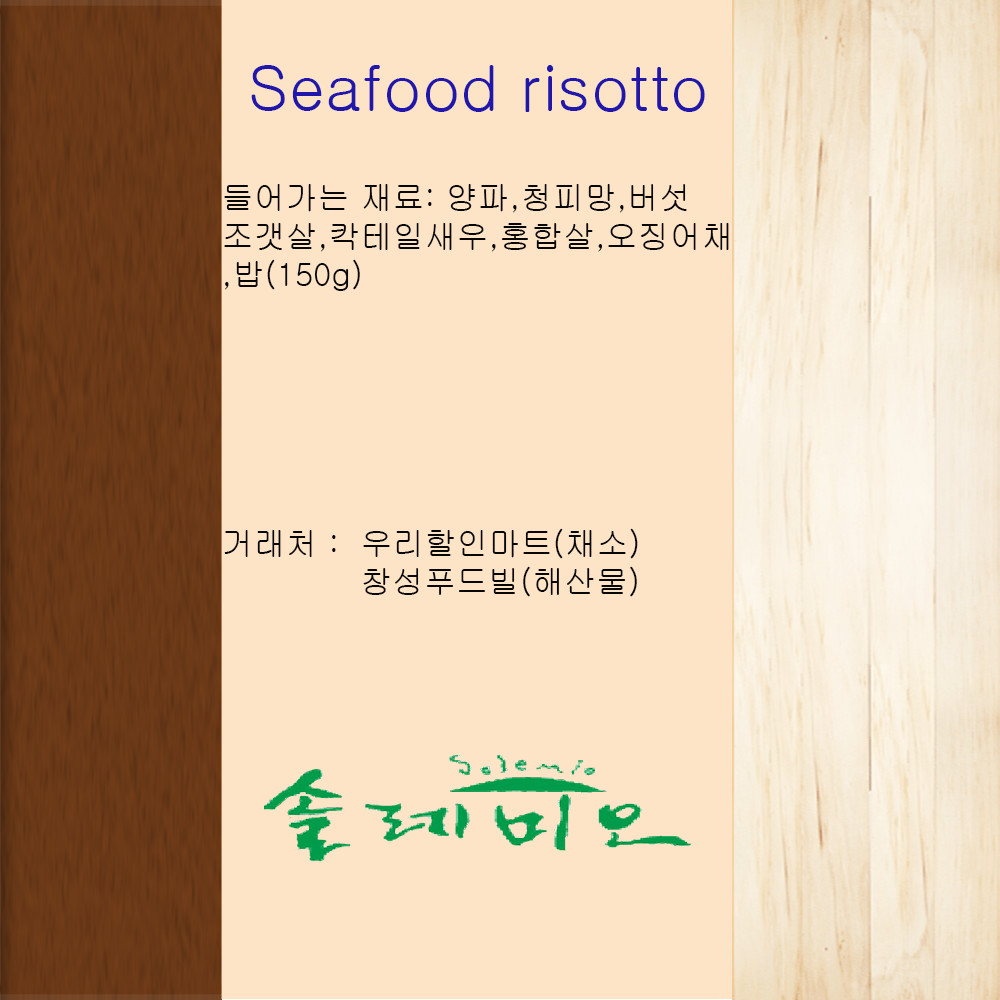 Seafood risotto
들어가는 재료: 양파,청피망,버섯
조갯살,칵테일새우,홍합살,오징어채
,밥(150g)
거래처 : 우리할인마트(채소)
창성푸드빌(해산물)
Solemio
솔레미오